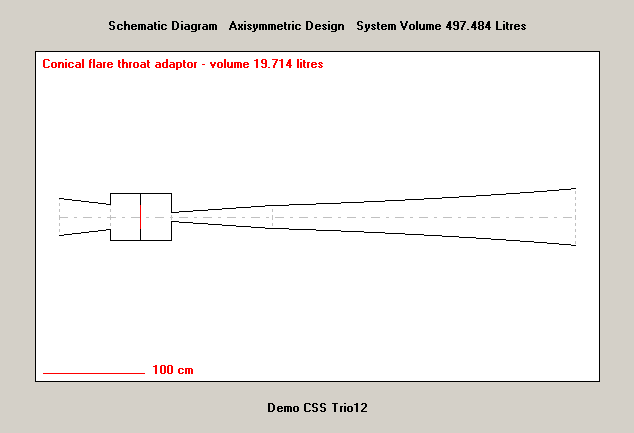 Schematic Diagram   Axisymmetric Design   System Volume 497.484 Litres
Conical flare throat adaptor - volume 19.714 litres
100 cm
Demo CSS Trio12